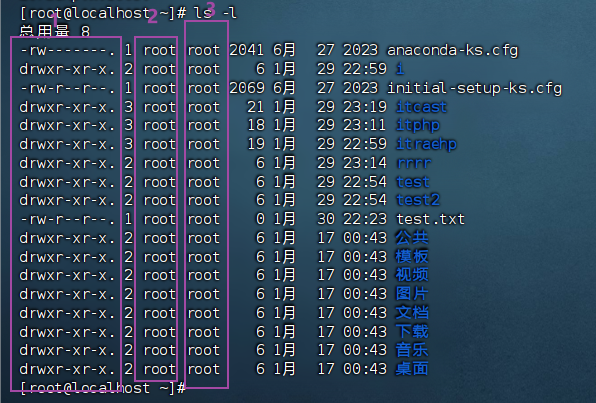 [root@localhost ~]# ls -l
总用量 8
1 2 3
-rw-------. 1 root root 2041 6月 27 2023 anaconda-ks.cfg
drwxr-xr-x. 2 root root 6 1月 29 22:59 i
-rw-r--r--. 1 root root 2069 6月 27 2023 initial-setup-ks.cfg
drwxr-xr-x. 3 root root 21 1月 29 23:19 itcast
drwxr-xr-x. 3 root root 18 1月 29 23:11 itphp
drwxr-xr-x. 3 root root 19 1月 29 22:59 itraehp
drwxr-xr-x. 2 root root 6 1月 29 23:14 rrrr
drwxr-xr-x. 2 root root 6 1月 29 22:54 test
drwxr-xr-x. 2 root root 6 1月 29 22:54 test2
-rw-r--r--. 1 root root 0 1月 30 22:23 test.txt
drwxr-xr-x. 2 root root 6 1月 17 00:43 公共
drwxr-xr-x. 2 root root 6 1月 17 00:43 模板
drwxr-xr-x. 2 root root 6 1月 17 00:43 视频
drwxr-xr-x. 2 root root 6 1月 17 00:43 图片
drwxr-xr-x. 2 root root 6 1月 17 00:43 文档
drwxr-xr-x. 2 root root 6 1月 17 00:43 下载
drwxr-xr-x. 2 root root 6 1月 17 00:43 音乐
drwxr-xr-x. 2 root root 6 1月 17 00:43 桌面
[root@localhost ~]#